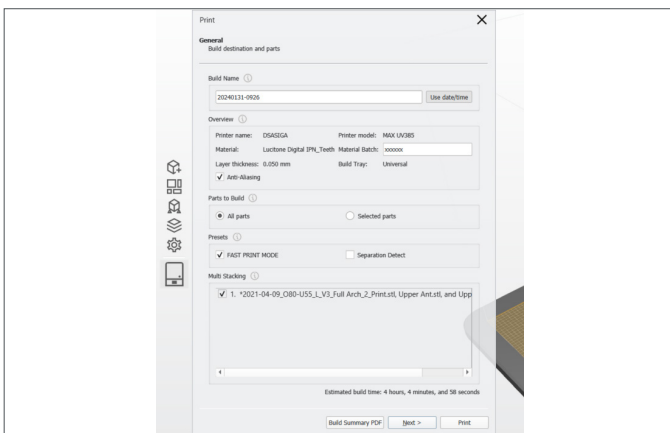 Print
General
Build destination and parts
Build Name
20240131-0926 Use date/time
Overview
Printer name: DSASIGA Printer model: MAX UV385
Material: Lucitone Digital IPN_Teeth Material Batch: xxxxxx
Layer thickness: 0.050 mm Build Tray: Universal
Anti-Aliasing
Parts to Build
All parts Selected parts
Presets
FAST PRINT MODE Separation Detect
Multi Stacking
1. *2021-04-09_O80-U55_L_V3_Full Arch_2_Print.stl, Upper Ant.stl, and Upp
Estimated build time: 4 hours, 4 minutes, and 58 seconds
Build Summary PDF Next > Print